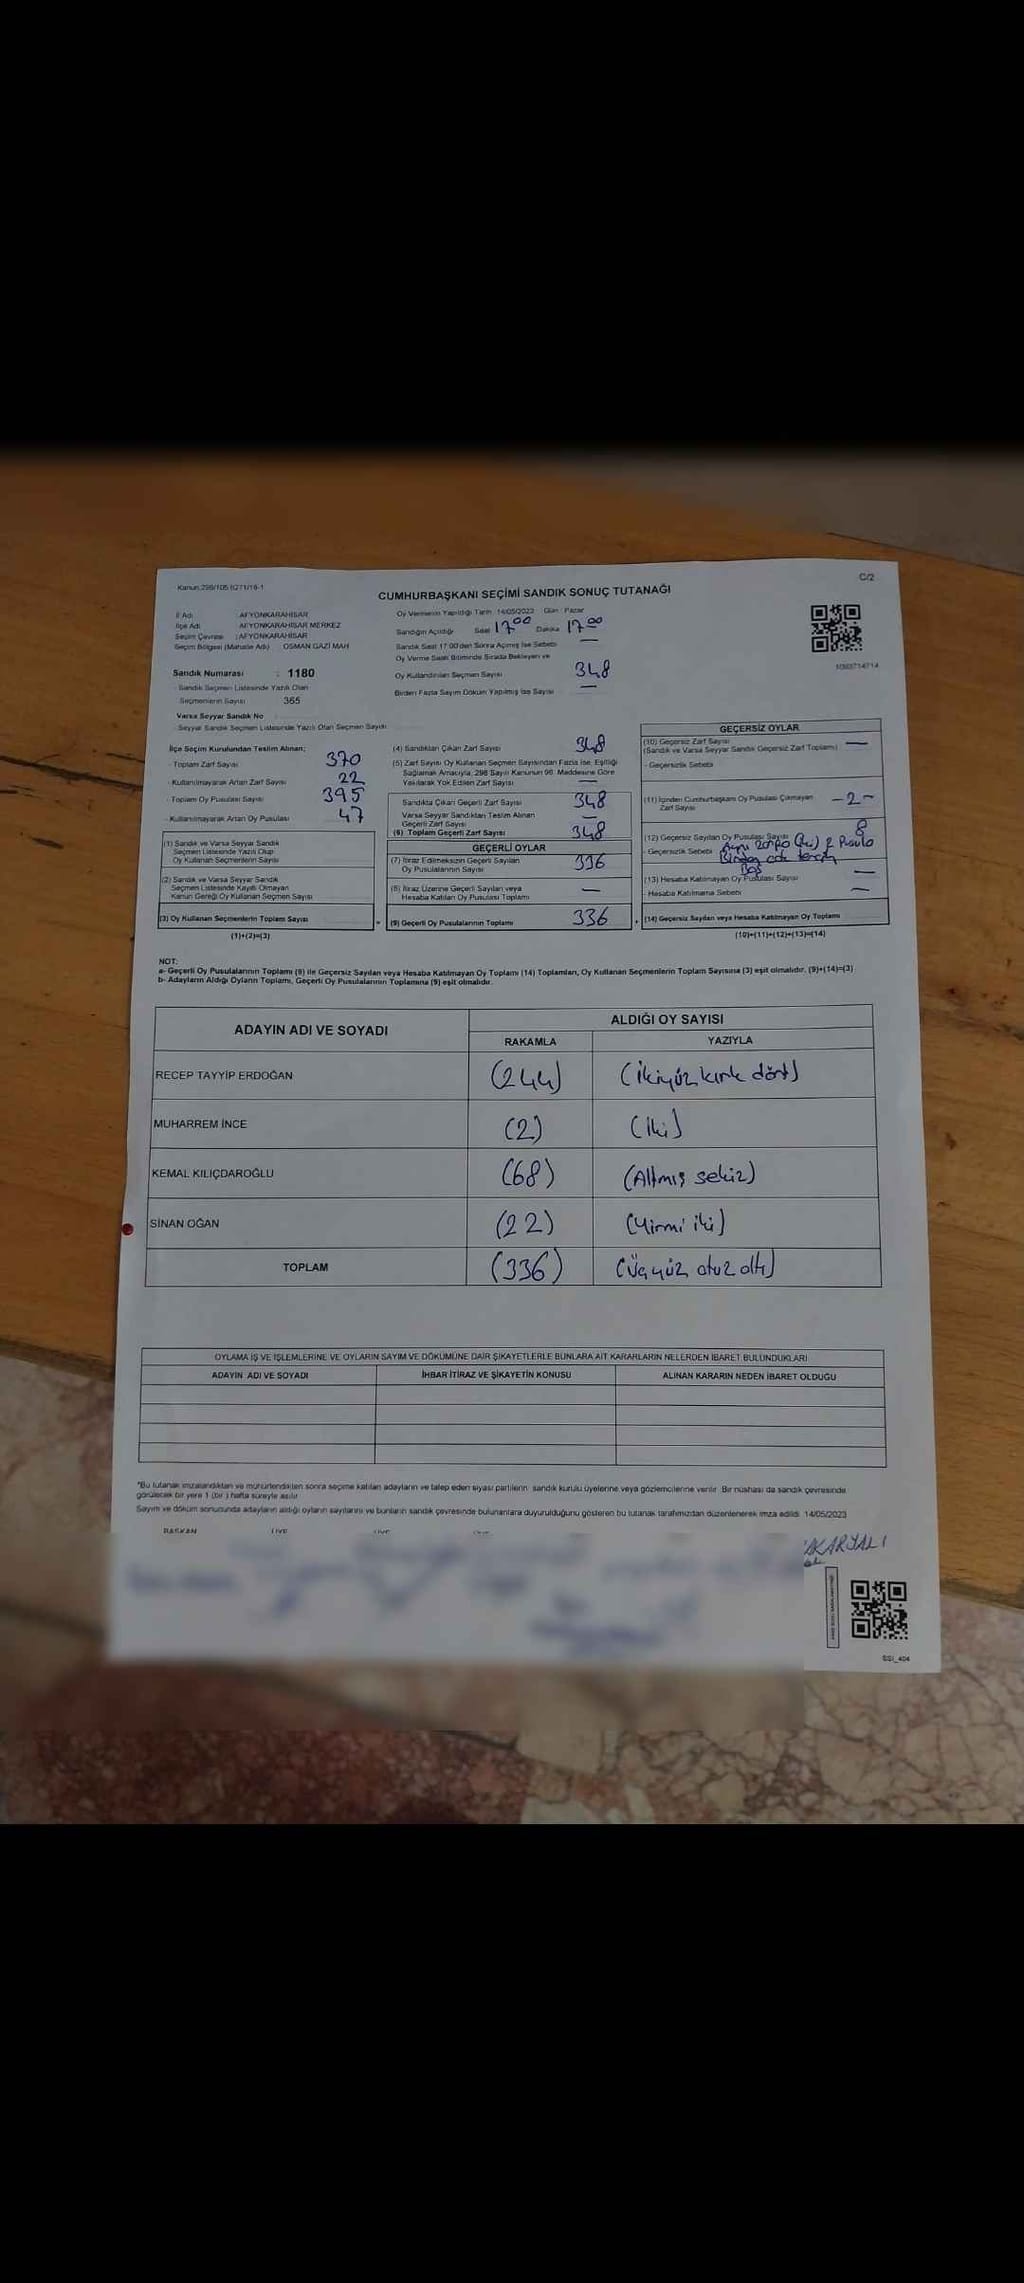 Kanun:298/105 6271/16-1
C/2
CUMHURBAŞKANI SEÇİMİ SANDIK SONUÇ TUTANAĞI
İl Adı : AFYONKARAHİSAR
İlçe Adı : AFYONKARAHİSAR MERKEZ
Seçim Çevresi : AFYONKARAHİSAR
Seçim Bölgesi (Mahalle Adı) : OSMAN GAZİ MAH
Sandık Numarası : 1180
- Sandık Seçmen Listesinde Yazılı Olan
Seçmenlerin Sayısı 365
Varsa Seyyar Sandık No
- Seyyar Sandık Seçmen Listesinde Yazılı Olan Seçmen Sayısı
Oy Vermenin Yapıldığı Tarih 14/05/2023 Gün : Pazar
Sandığın Açıldığı Saat 17⁰⁰ Dakika 17⁰⁰
Sandık Saat 17:00'den Sonra Açılmış İse Sebebi —
Oy Verme Saati Bitiminde Sırada Bekleyen ve
Oy Kullandırılan Seçmen Sayısı 348
Birden Fazla Sayım Döküm Yapılmış İse Sayısı —
İlçe Seçim Kurulundan Teslim Alınan;
- Toplam Zarf Sayısı 370
- Kullanılmayarak Artan Zarf Sayısı 22
- Toplam Oy Pusulası Sayısı 395
- Kullanılmayarak Artan Oy Pusulası 47
(1) Sandık ve Varsa Seyyar Sandık
Seçmen Listesinde Yazılı Olup
Oy Kullanan Seçmenlerin Sayısı
(2) Sandık ve Varsa Seyyar Sandık
Seçmen Listesinde Kayıtlı Olmayan
Kanun Gereği Oy Kullanan Seçmen Sayısı
(3) Oy Kullanan Seçmenlerin Toplam Sayısı
(1)+(2)=(3)
(4) Sandıktan Çıkan Zarf Sayısı 348
(5) Zarf Sayısı Oy Kullanan Seçmen Sayısından Fazla İse, Eşitliği
Sağlamak Amacıyla, 298 Sayılı Kanunun 98. Maddesine Göre
Yakılarak Yok Edilen Zarf Sayısı —
Sandıkta Çıkan Geçerli Zarf Sayısı 348
Varsa Seyyar Sandıktan Teslim Alınan
Geçerli Zarf Sayısı —
(6) Toplam Geçerli Zarf Sayısı 348
GEÇERLİ OYLAR
(7) İtiraz Edilmeksizin Geçerli Sayılan
Oy Pusulalarının Sayısı 336
(8) İtiraz Üzerine Geçerli Sayılan veya
Hesaba Katılan Oy Pusulası Toplamı —
(9) Geçerli Oy Pusulalarının Toplamı 336
GEÇERSİZ OYLAR
(10) Geçersiz Zarf Sayısı —
(Sandık ve Varsa Seyyar Sandık Geçersiz Zarf Toplamı)
- Geçersizlik Sebebi
(11) İçinden Cumhurbaşkanı Oy Pusulası Çıkmayan -2-
Zarf Sayısı
(12) Geçersiz Sayılan Oy Pusulası Sayısı 8
- Geçersizlik Sebebi Aynı 2 Pusula
Birden çok tercih
Boş
(13) Hesaba Katılmayan Oy Pusulası Sayısı —
- Hesaba Katılmama Sebebi —
(14) Geçersiz Sayılan veya Hesaba Katılmayan Oy Toplamı
(10)+(11)+(12)+(13)=(14)
NOT:
a- Geçerli Oy Pusulalarının Toplamı (9) ile Geçersiz Sayılan veya Hesaba Katılmayan Oy Toplamı (14) Toplamları, Oy Kullanan Seçmenlerin Toplam Sayısına (3) eşit olmalıdır. (9)+(14)=(3)
b- Adayların Aldığı Oyların Toplamı, Geçerli Oy Pusulalarının Toplamına (9) eşit olmalıdır.
ADAYIN ADI VE SOYADI
ALDIĞI OY SAYISI
RAKAMLA YAZIYLA
RECEP TAYYİP ERDOĞAN (244) (İkiyüz kırk dört)
MUHARREM İNCE (2) (İki)
KEMAL KILIÇDAROĞLU (68) (Altmış sekiz)
SİNAN OĞAN (22) (Yirmi iki)
TOPLAM (336) (Üçyüz otuz altı)
OYLAMA İŞ VE İŞLEMLERİNE VE OYLARIN SAYIM VE DÖKÜMÜNE DAİR ŞİKAYETLERLE BUNLARA AİT KARARLARIN NELERDEN İBARET BULUNDUKLARI
ADAYIN ADI VE SOYADI İHBAR İTİRAZ VE ŞİKAYETİN KONUSU ALINAN KARARIN NEDEN İBARET OLDUĞU
*Bu tutanak imzalandıktan ve mühürlendikten sonra seçime katılan adayların ve talep eden siyasi partilerin sandık kurulu üyelerine veya gözlemcilerine verilir. Bir nüshası da sandık çevresinde
görülecek bir yere 1 (bir) hafta süreyle asılır.
Sayım ve döküm sonucunda adayların aldığı oyların sayılarını ve bunların sandık çevresinde bulunanlara duyurulduğunu gösteren bu tutanak tarafımızdan düzenlenerek imza edildi. 14/05/2023
BAŞKAN ÜYE ÜYE ÜYE
AKARYALI
SSI_404